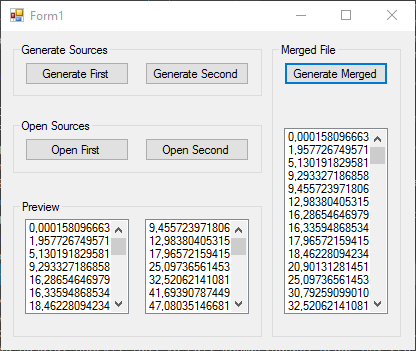 Form1
Generate Sources
Generate First
Generate Second
Open Sources
Open First
Open Second
Preview
0,000158096663
1,957726749571
5,130191829581
9,293327186858
16,28654646979
16,33594868534
18,46228094234
9,455723971806
12,98380405315
17,96572159415
25,09736561453
32,52062141081
41,69390787449
47,08035146681
Merged File
Generate Merged
0,000158096663
1,957726749571
5,130191829581
9,293327186858
9,455723971806
12,98380405315
16,28654646979
16,33594868534
17,96572159415
18,46228094234
20,90131281451
25,09736561453
30,79259099010
32,52062141081